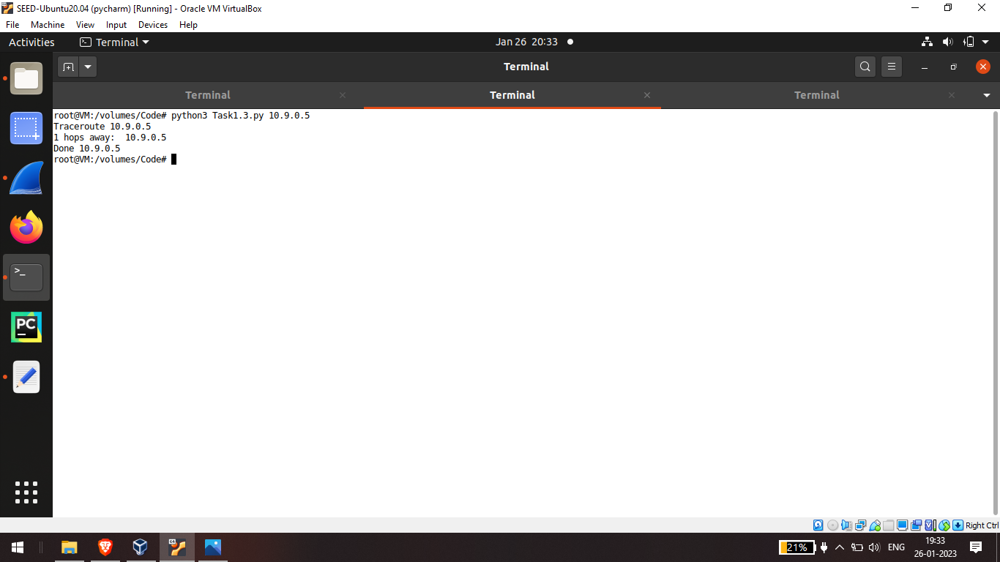 SEED-Ubuntu20.04 (pycharm) [Running] - Oracle VM VirtualBox
File Machine View Input Devices Help
Activities Terminal Jan 26 20:33
Terminal
Terminal Terminal Terminal
root@VM:/volumes/Code# python3 Task1.3.py 10.9.0.5
Traceroute 10.9.0.5
1 hops away:  10.9.0.5
Done 10.9.0.5
root@VM:/volumes/Code#
>_
PC
Right Ctrl
64
21% ENG 19:33
26-01-2023